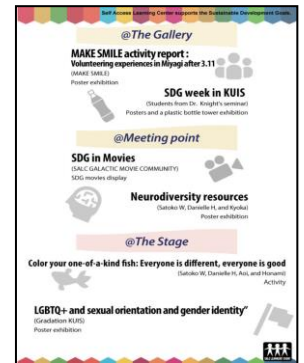 Self Access Learning Center supports the Sustainable Development Goals.
@The Gallery
MAKE SMILE activity report :
Volunteering experiences in Miyagi after 3.11
(MAKE SMILE)
Poster exhibition
SDG week in KUIS
(Students from Dr. Knight's seminar)
Posters and a plastic bottle tower exhibition
@Meeting point
SDG in Movies
(SALC GALACTIC MOVIE COMMUNITY)
SDG movies display
Neurodiversity resources
(Satoko W, Danielle H, and Kyoka)
Poster exhibition
@The Stage
Color your one-of-a-kind fish: Everyone is different, everyone is good
(Satoko W, Danielle H, Aoi, and Honami)
Activity
LGBTQ+ and sexual orientation and gender identity"
(Gradation KUIS)
Poster exhibition